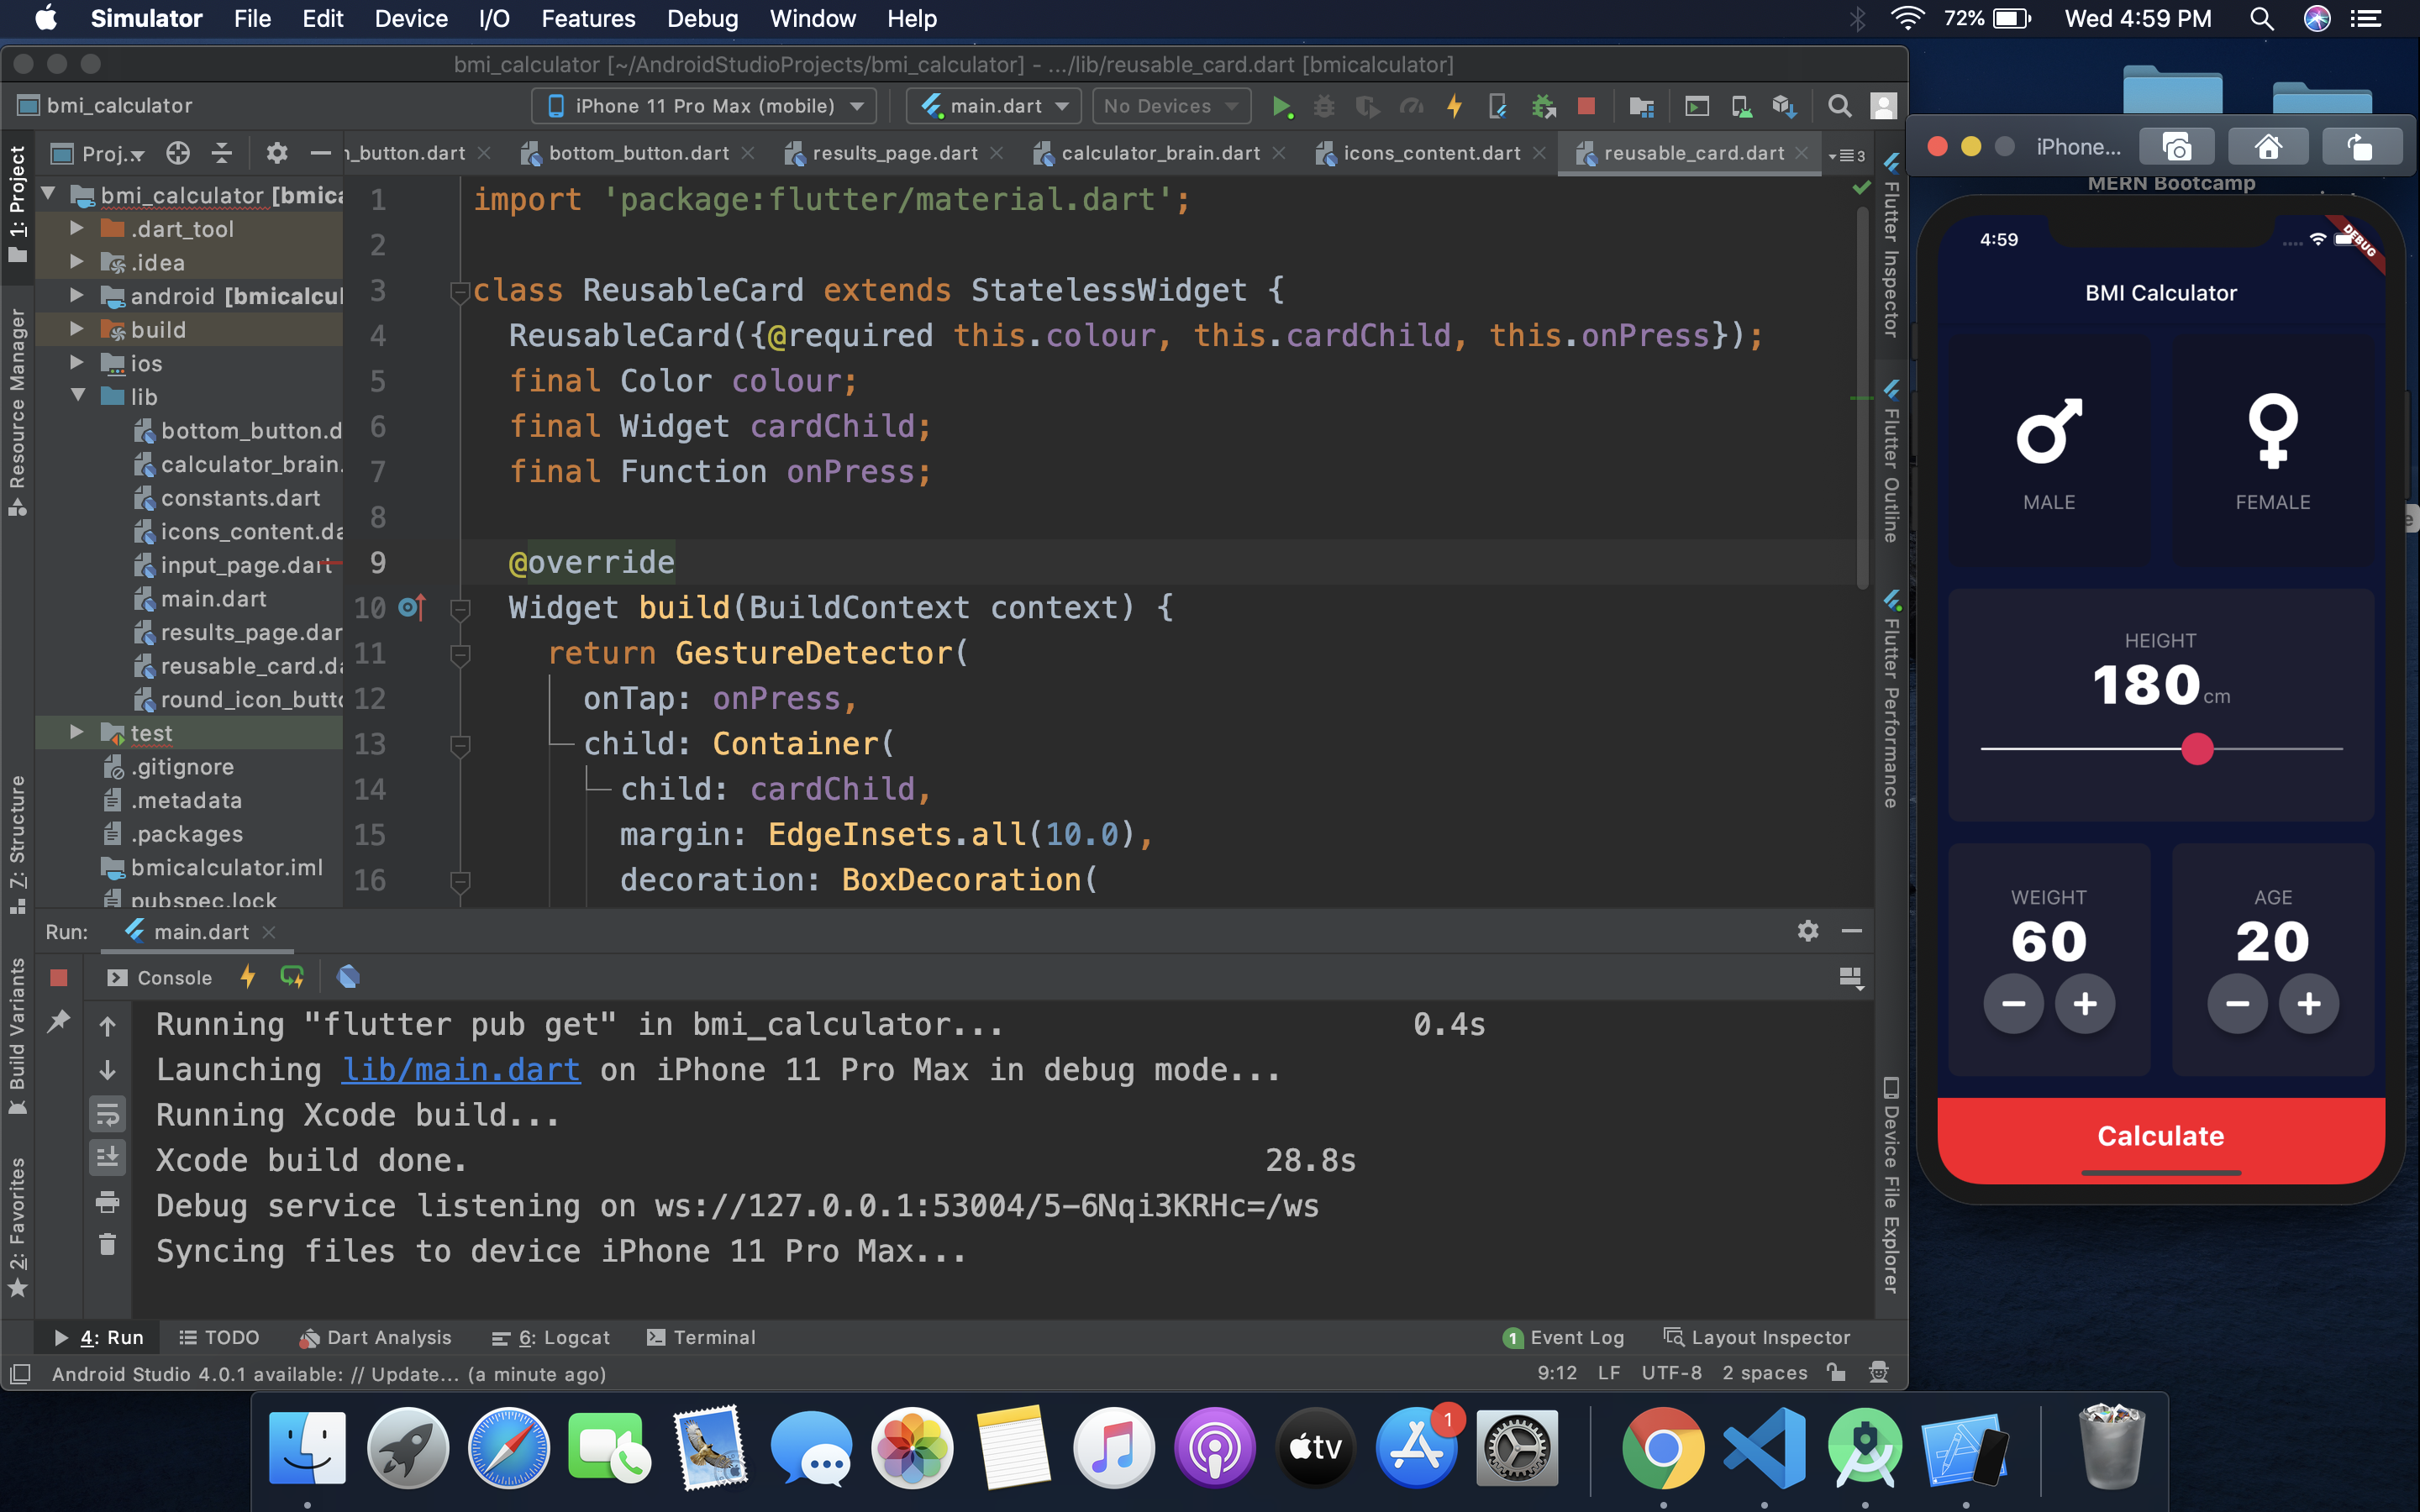 Simulator File Edit Device I/O Features Debug Window Help
72% Wed 4:59 PM
bmi_calculator [~/AndroidStudioProjects/bmi_calculator] - .../lib/reusable_card.dart [bmicalculator]
bmi_calculator iPhone 11 Pro Max (mobile) main.dart No Devices
Proj... n_button.dart bottom_button.dart results_page.dart calculator_brain.dart icons_content.dart reusable_card.dart 3
1: Project
Resource Manager
Z: Structure
Build Variants
2: Favorites
bmi_calculator [bmica
.dart_tool
.idea
android [bmicalcul
build
ios
lib
bottom_button.d
calculator_brain.
constants.dart
icons_content.da
input_page.dart
main.dart
results_page.dar
reusable_card.da
round_icon_butto
test
.gitignore
.metadata
.packages
bmicalculator.iml
pubspec.lock
1 import 'package:flutter/material.dart';
2
3 class ReusableCard extends StatelessWidget {
4 ReusableCard({@required this.colour, this.cardChild, this.onPress});
5 final Color colour;
6 final Widget cardChild;
7 final Function onPress;
8
9 @override
10 Widget build(BuildContext context) {
11 return GestureDetector(
12 onTap: onPress,
13 child: Container(
14 child: cardChild,
15 margin: EdgeInsets.all(10.0),
16 decoration: BoxDecoration(
Flutter Inspector
Flutter Outline
Flutter Performance
Device File Explorer
Run: main.dart
Console
Running "flutter pub get" in bmi_calculator... 0.4s
Launching lib/main.dart on iPhone 11 Pro Max in debug mode...
Running Xcode build...
Xcode build done. 28.8s
Debug service listening on ws://127.0.0.1:53004/5-6Nqi3KRHc=/ws
Syncing files to device iPhone 11 Pro Max...
4: Run TODO Dart Analysis 6: Logcat Terminal 1 Event Log Layout Inspector
Android Studio 4.0.1 available: // Update... (a minute ago) 9:12 LF UTF-8 2 spaces
iPhone...
MERN Bootcamp
e
4:59
DEBUG
BMI Calculator
MALE FEMALE
HEIGHT
180 cm
WEIGHT AGE
60 20
Calculate
tv
1